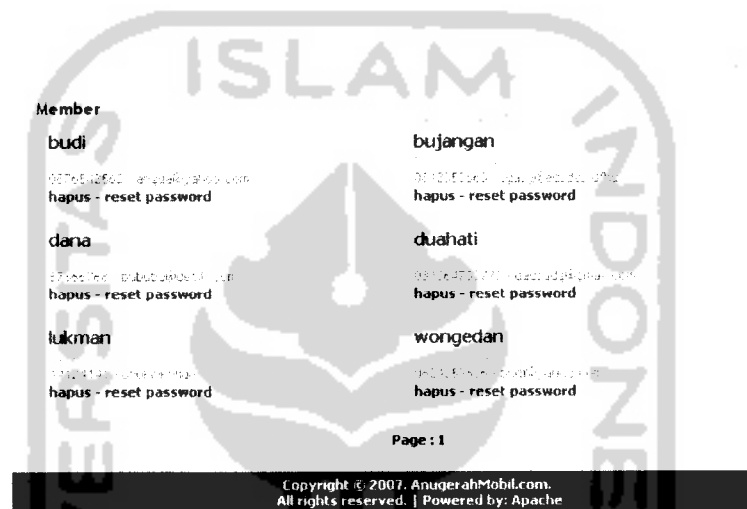 ISLAM
ERSITAS
INDONE
Member
budi
bujangan
hapus - reset password
hapus - reset password
dana
duahati
hapus - reset password
hapus - reset password
lukman
wongedan
hapus - reset password
hapus - reset password
Page : 1
Copyright © 2007. AnugerahMobil.com.
All rights reserved. | Powered by: Apache